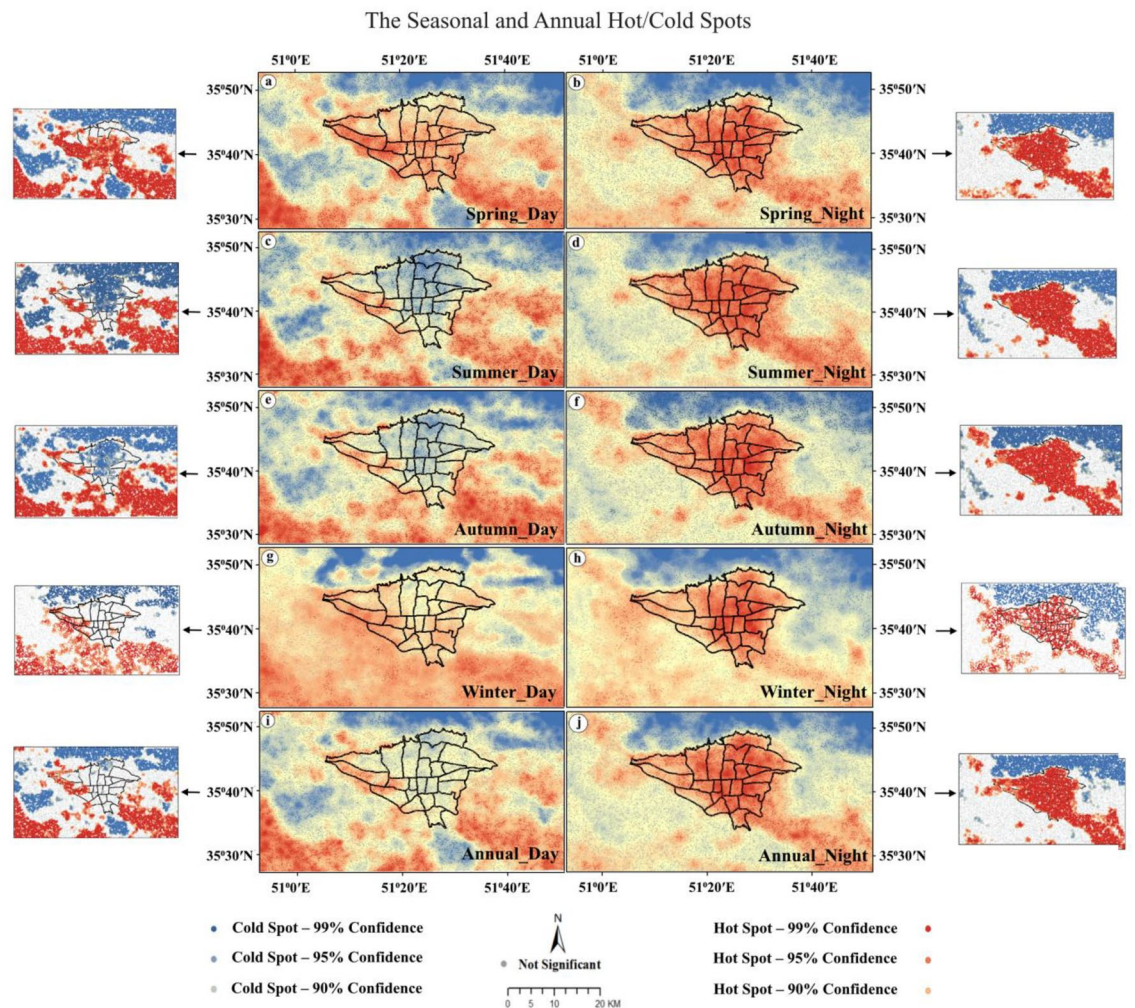 The Seasonal and Annual Hot/Cold Spots
51°0′E 51°20′E 51°40′E 51°0′E 51°20′E 51°40′E
a b
35°50′N 35°50′N
35°40′N 35°40′N
35°30′N 35°30′N
Spring_Day Spring_Night
c d
35°50′N 35°50′N
35°40′N 35°40′N
35°30′N 35°30′N
Summer_Day Summer_Night
e f
35°50′N 35°50′N
35°40′N 35°40′N
35°30′N 35°30′N
Autumn_Day Autumn_Night
g h
35°50′N 35°50′N
35°40′N 35°40′N
35°30′N 35°30′N
Winter_Day Winter_Night
i j
35°50′N 35°50′N
35°40′N 35°40′N
35°30′N 35°30′N
Annual_Day Annual_Night
51°0′E 51°20′E 51°40′E 51°0′E 51°20′E 51°40′E
N
Cold Spot – 99% Confidence Hot Spot – 99% Confidence
Cold Spot – 95% Confidence Not Significant Hot Spot – 95% Confidence
Cold Spot – 90% Confidence Hot Spot – 90% Confidence
0 5 10 20 KM